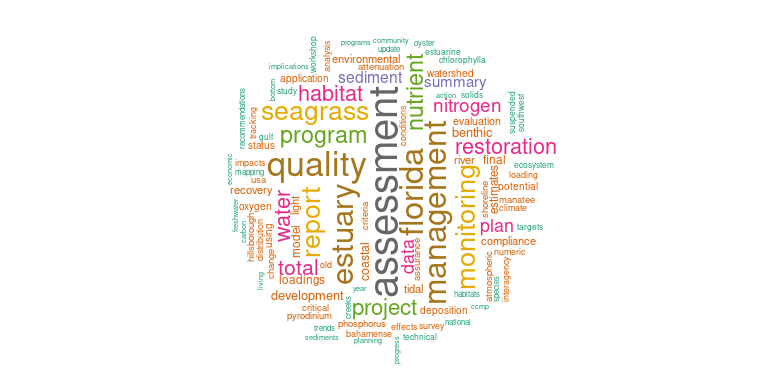 programs
community
update
oyster
workshop
analysis
environmental
estuarine
chlorophylla
implications
attenuation
application
sediment
nutrient
watershed
summary
bottom
study
habitat
action
solids
nitrogen
suspended
southwest
recommendations
tracking
seagrass
assessment
conditions
evaluation
benthic
gulf
program
status
restoration
economic
impacts
mapping
quality
florida
management
river
final
ecosystem
loading
usa
recovery
monitoring
estimates
potential
shoreline
manatee
climate
freshwater
carbon
oxygen
hillsborough
distribution
using
water
light
model
report
estuary
criteria
coastal
data
assurance
plan
targets
compliance
numeric
change
total
old
loadings
living
atmospheric
species
interagency
year
tidal
habitats
development
creeks
project
deposition
ccmp
critical
pyrodinium
phosphorus
effects
survey
national
trends
bahamense
sediments
planning
technical
progress